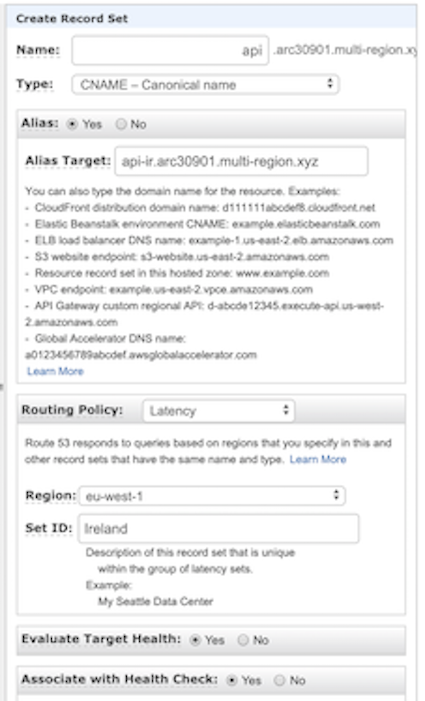 Create Record Set
Name: api .arc30901.multi-region.xy
Type: CNAME – Canonical name
Alias: Yes No
Alias Target: api-ir.arc30901.multi-region.xyz
You can also type the domain name for the resource. Examples:
- CloudFront distribution domain name: d111111abcdef8.cloudfront.net
- Elastic Beanstalk environment CNAME: example.elasticbeanstalk.com
- ELB load balancer DNS name: example-1.us-east-2.elb.amazonaws.com
- S3 website endpoint: s3-website.us-east-2.amazonaws.com
- Resource record set in this hosted zone: www.example.com
- VPC endpoint: example.us-east-2.vpce.amazonaws.com
- API Gateway custom regional API: d-abcde12345.execute-api.us-west-
2.amazonaws.com
- Global Accelerator DNS name:
a0123456789abcdef.awsglobalaccelerator.com
Learn More
Routing Policy: Latency
Route 53 responds to queries based on regions that you specify in this and
other record sets that have the same name and type. Learn More
Region: eu-west-1
Set ID: Ireland
Description of this record set that is unique
within the group of latency sets.
Example:
My Seattle Data Center
Evaluate Target Health: Yes No
Associate with Health Check: Yes No